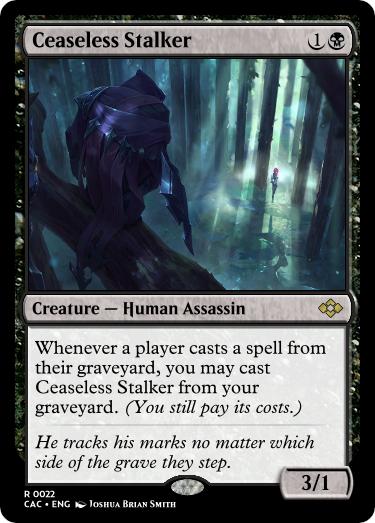 Ceaseless Stalker 1
Creature — Human Assassin
Whenever a player casts a spell from
their graveyard, you may cast
Ceaseless Stalker from your
graveyard. (You still pay its costs.)
He tracks his marks no matter which
side of the grave they step.
3/1
R 0022
CAC • ENG Joshua Brian Smith